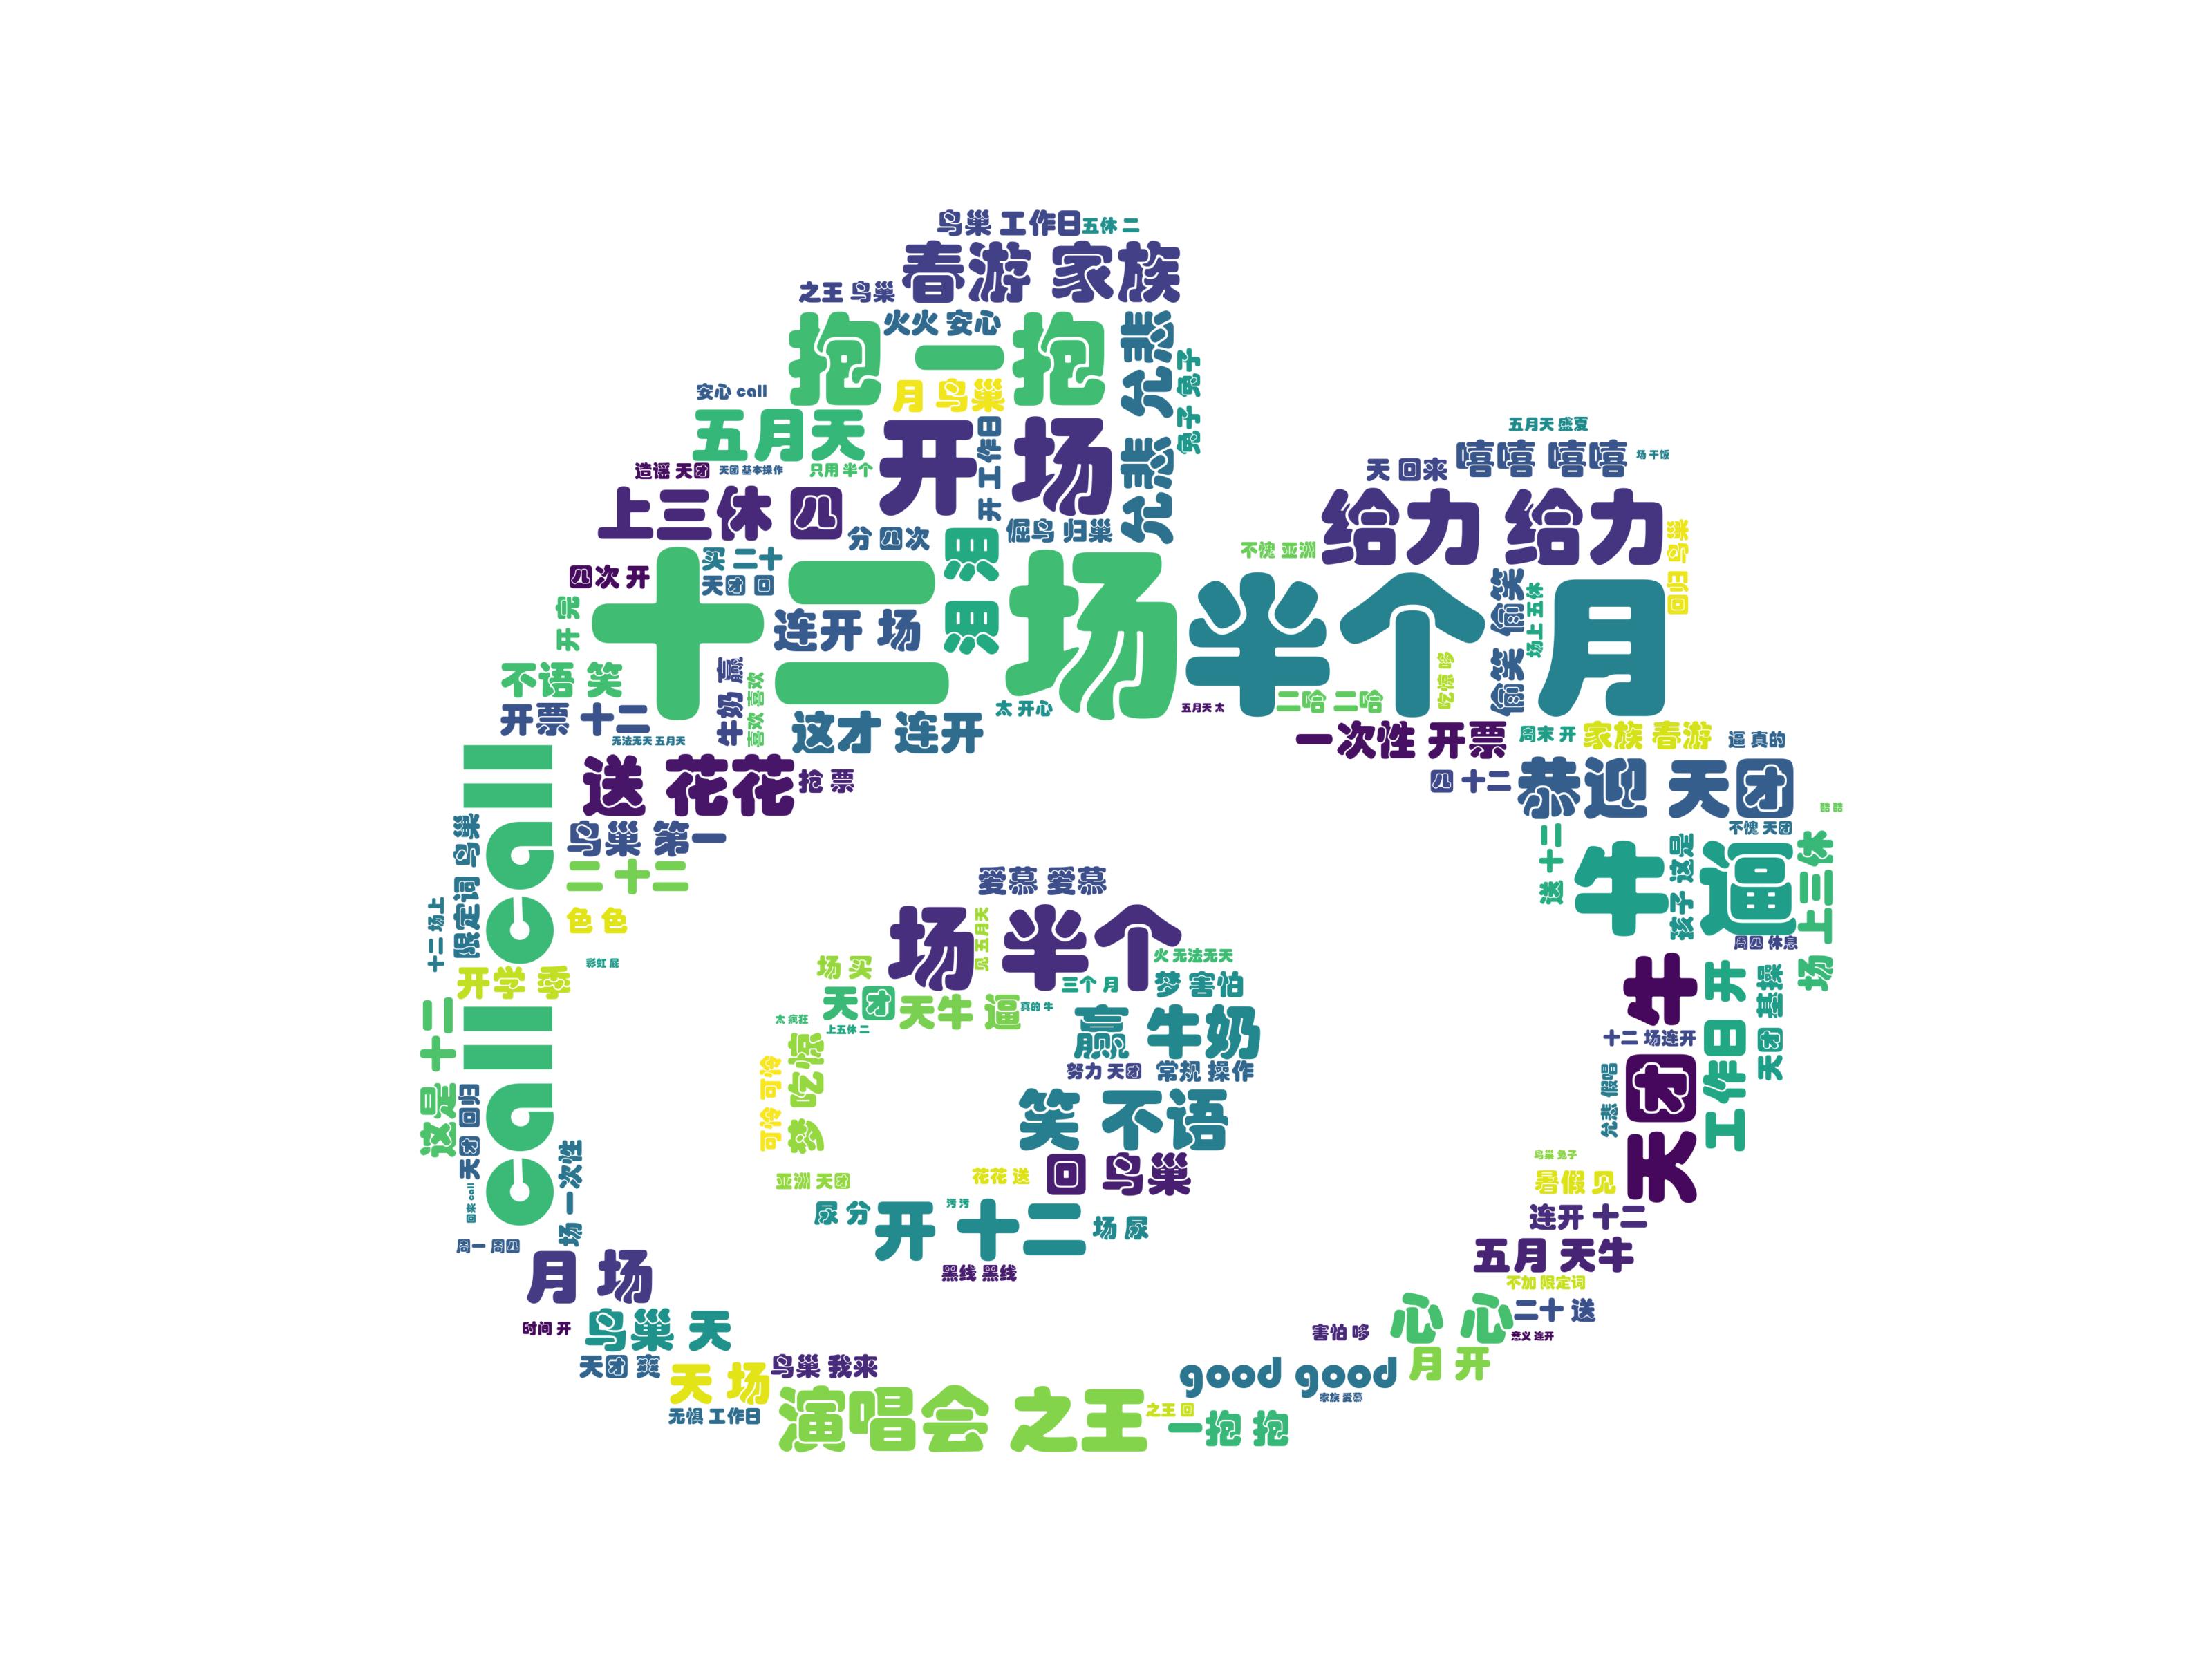 鸟巢 工作日
五休 二
春游 家族
之王 鸟巢
火火 安心
抱一抱
允悲 允悲
安心 call
月 鸟巢
五月天
开 场
开 工作日
造谣 天团
天团 基本操作
只用 半个
上三休 四
分 四次
倔鸟 归巢
五月天 盛夏
天 回来
嘻嘻 嘻嘻
场 干饭
给力 给力
不愧 亚洲
回归 鸟巢
四次 开
买 二十
天团 回
十二场
连开 场
半个月
偷笑 偷笑
场上 五休
开 完
不语 笑
牛奶 赢
喜欢 喜欢
太 开心
五月天 太
二哈 二哈
吃惊 哆
开票 十二
无法无天 五月天
这才 连开
一次性 开票
周末 开
家族 春游
逼 真的
callcall
送 花花
抢 票
四 十二
恭迎 天团
鸟巢 第一
限定词 鸟巢
不愧 天团
二 十二
送 十二
牛逼
孩子 这是
场 上三休
爱慕 爱慕
十二 场上
色 色
周四 休息
场 半个
见 五月天
火 无法无天
开学 季
彩虹 屁
场 买
三个 月
梦 害怕
天牛
工作日 开
天团 基操
天团
天牛 逼
真的 牛
太 疯狂
上五休 二
赢 牛奶
十二 场连开
这是 十二
可怜 可怜
梦 吃惊
努力 天团
常规 操作
天团 回归
笑 不语
允悲 假唱
场 一次性
亚洲 天团
花花 送
回 鸟巢
鸟巢 兔子
暑假 见
回来 call
尿 分
开 十二
污 污
场 尿
连开 十二
周一 周四
黑线 黑线
五月 天牛
月 场
不加 限定词
时间 开
鸟巢 天
害怕 哆
心 心
二十 送
意义 连开
天团 爽
天 场
鸟巢 我来
good good
月 开
家族 爱慕
无惧 工作日
演唱会 之王
之王 回
一抱 抱